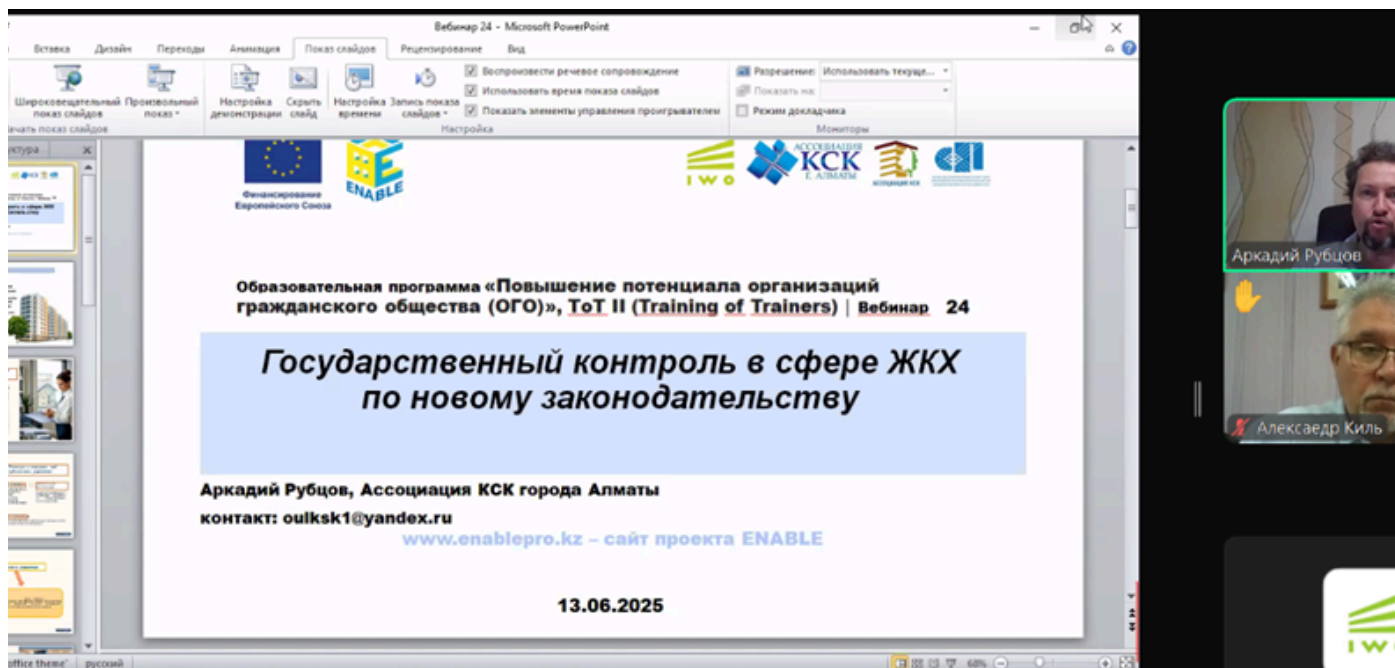 Вебинар 24 - Microsoft PowerPoint
Вставка Дизайн Переходы Анимация Показ слайдов Рецензирование Вид
Широковещательный показ слайдов
Произвольный показ
Настройка демонстрации
Скрыть слайд
Настройка времени
Запись показа слайдов
Воспроизвести речевое сопровождение
Использовать время показа слайдов
Показать элементы управления проигрывателем
Настройка
Разрешение: Использовать текуще...
Показать на:
Режим докладчика
Мониторы
Финансирование
Европейского Союза
ENABLE
IWO
АССОЦИАЦИЯ
КСК
Г. АЛМАТЫ
АССОЦИАЦИЯ КСК
Образовательная программа «Повышение потенциала организаций
гражданского общества (ОГО)», ToT II (Training of Trainers) | Вебинар 24
Государственный контроль в сфере ЖКХ
по новому законодательству
Аркадий Рубцов, Ассоциация КСК города Алматы
контакт: oulksk1@yandex.ru
www.enablepro.kz – сайт проекта ENABLE
13.06.2025
русский
68%
Аркадий Рубцов
Алексаедр Киль